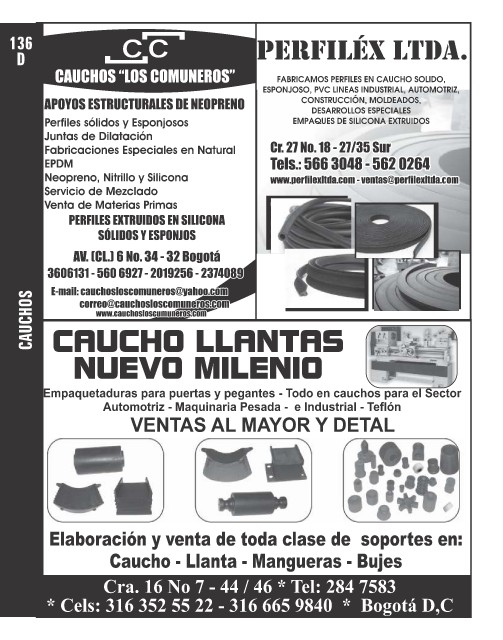 136
D
CAUCHOS
CC
CAUCHOS "LOS COMUNEROS"
APOYOS ESTRUCTURALES DE NEOPRENO
Perfiles sólidos y Esponjosos
Juntas de Dilatación
Fabricaciones Especiales en Natural
EPDM
Neopreno, Nitrillo y Silicona
Servicio de Mezclado
Venta de Materias Primas
PERFILES EXTRUIDOS EN SILICONA
SÓLIDOS Y ESPONJOS
AV. (CL.) 6 No. 34 - 32 Bogotá
3606131 - 560 6927 - 2019256 - 2374089
E-mail: cauchosloscomuneros@yahoo.com
correo@cauchosloscomuneros.com
www.cauchosloscomuneros.com
PERFILÉX LTDA.
FABRICAMOS PERFILES EN CAUCHO SOLIDO,
ESPONJOSO, PVC LINEAS INDUSTRIAL, AUTOMOTRIZ,
CONSTRUCCIÓN, MOLDEADOS,
DESARROLLOS ESPECIALES
EMPAQUES DE SILICONA EXTRUIDOS
Cr. 27 No. 18 - 27/35 Sur
Tels.: 566 3048 - 562 0264
www.perfilexltda.com - ventas@perfilexltda.com
CAUCHO LLANTAS
NUEVO MILENIO
Empaquetaduras para puertas y pegantes - Todo en cauchos para el Sector
Automotriz - Maquinaria Pesada - e Industrial - Teflón
VENTAS AL MAYOR Y DETAL
Elaboración y venta de toda clase de soportes en:
Caucho - Llanta - Mangueras - Bujes
Cra. 16 No 7 - 44 / 46 * Tel: 284 7583
* Cels: 316 352 55 22 - 316 665 9840 * Bogotá D,C